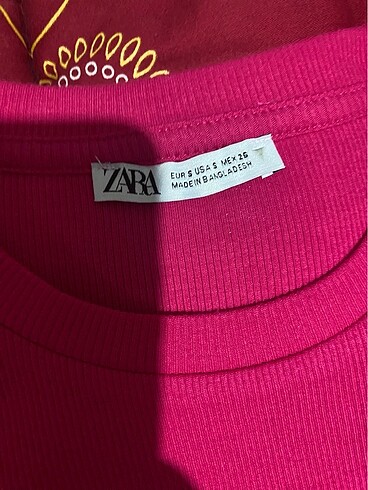 ZARA
EUR S USA S MEX 26
MADE IN BANGLADESH